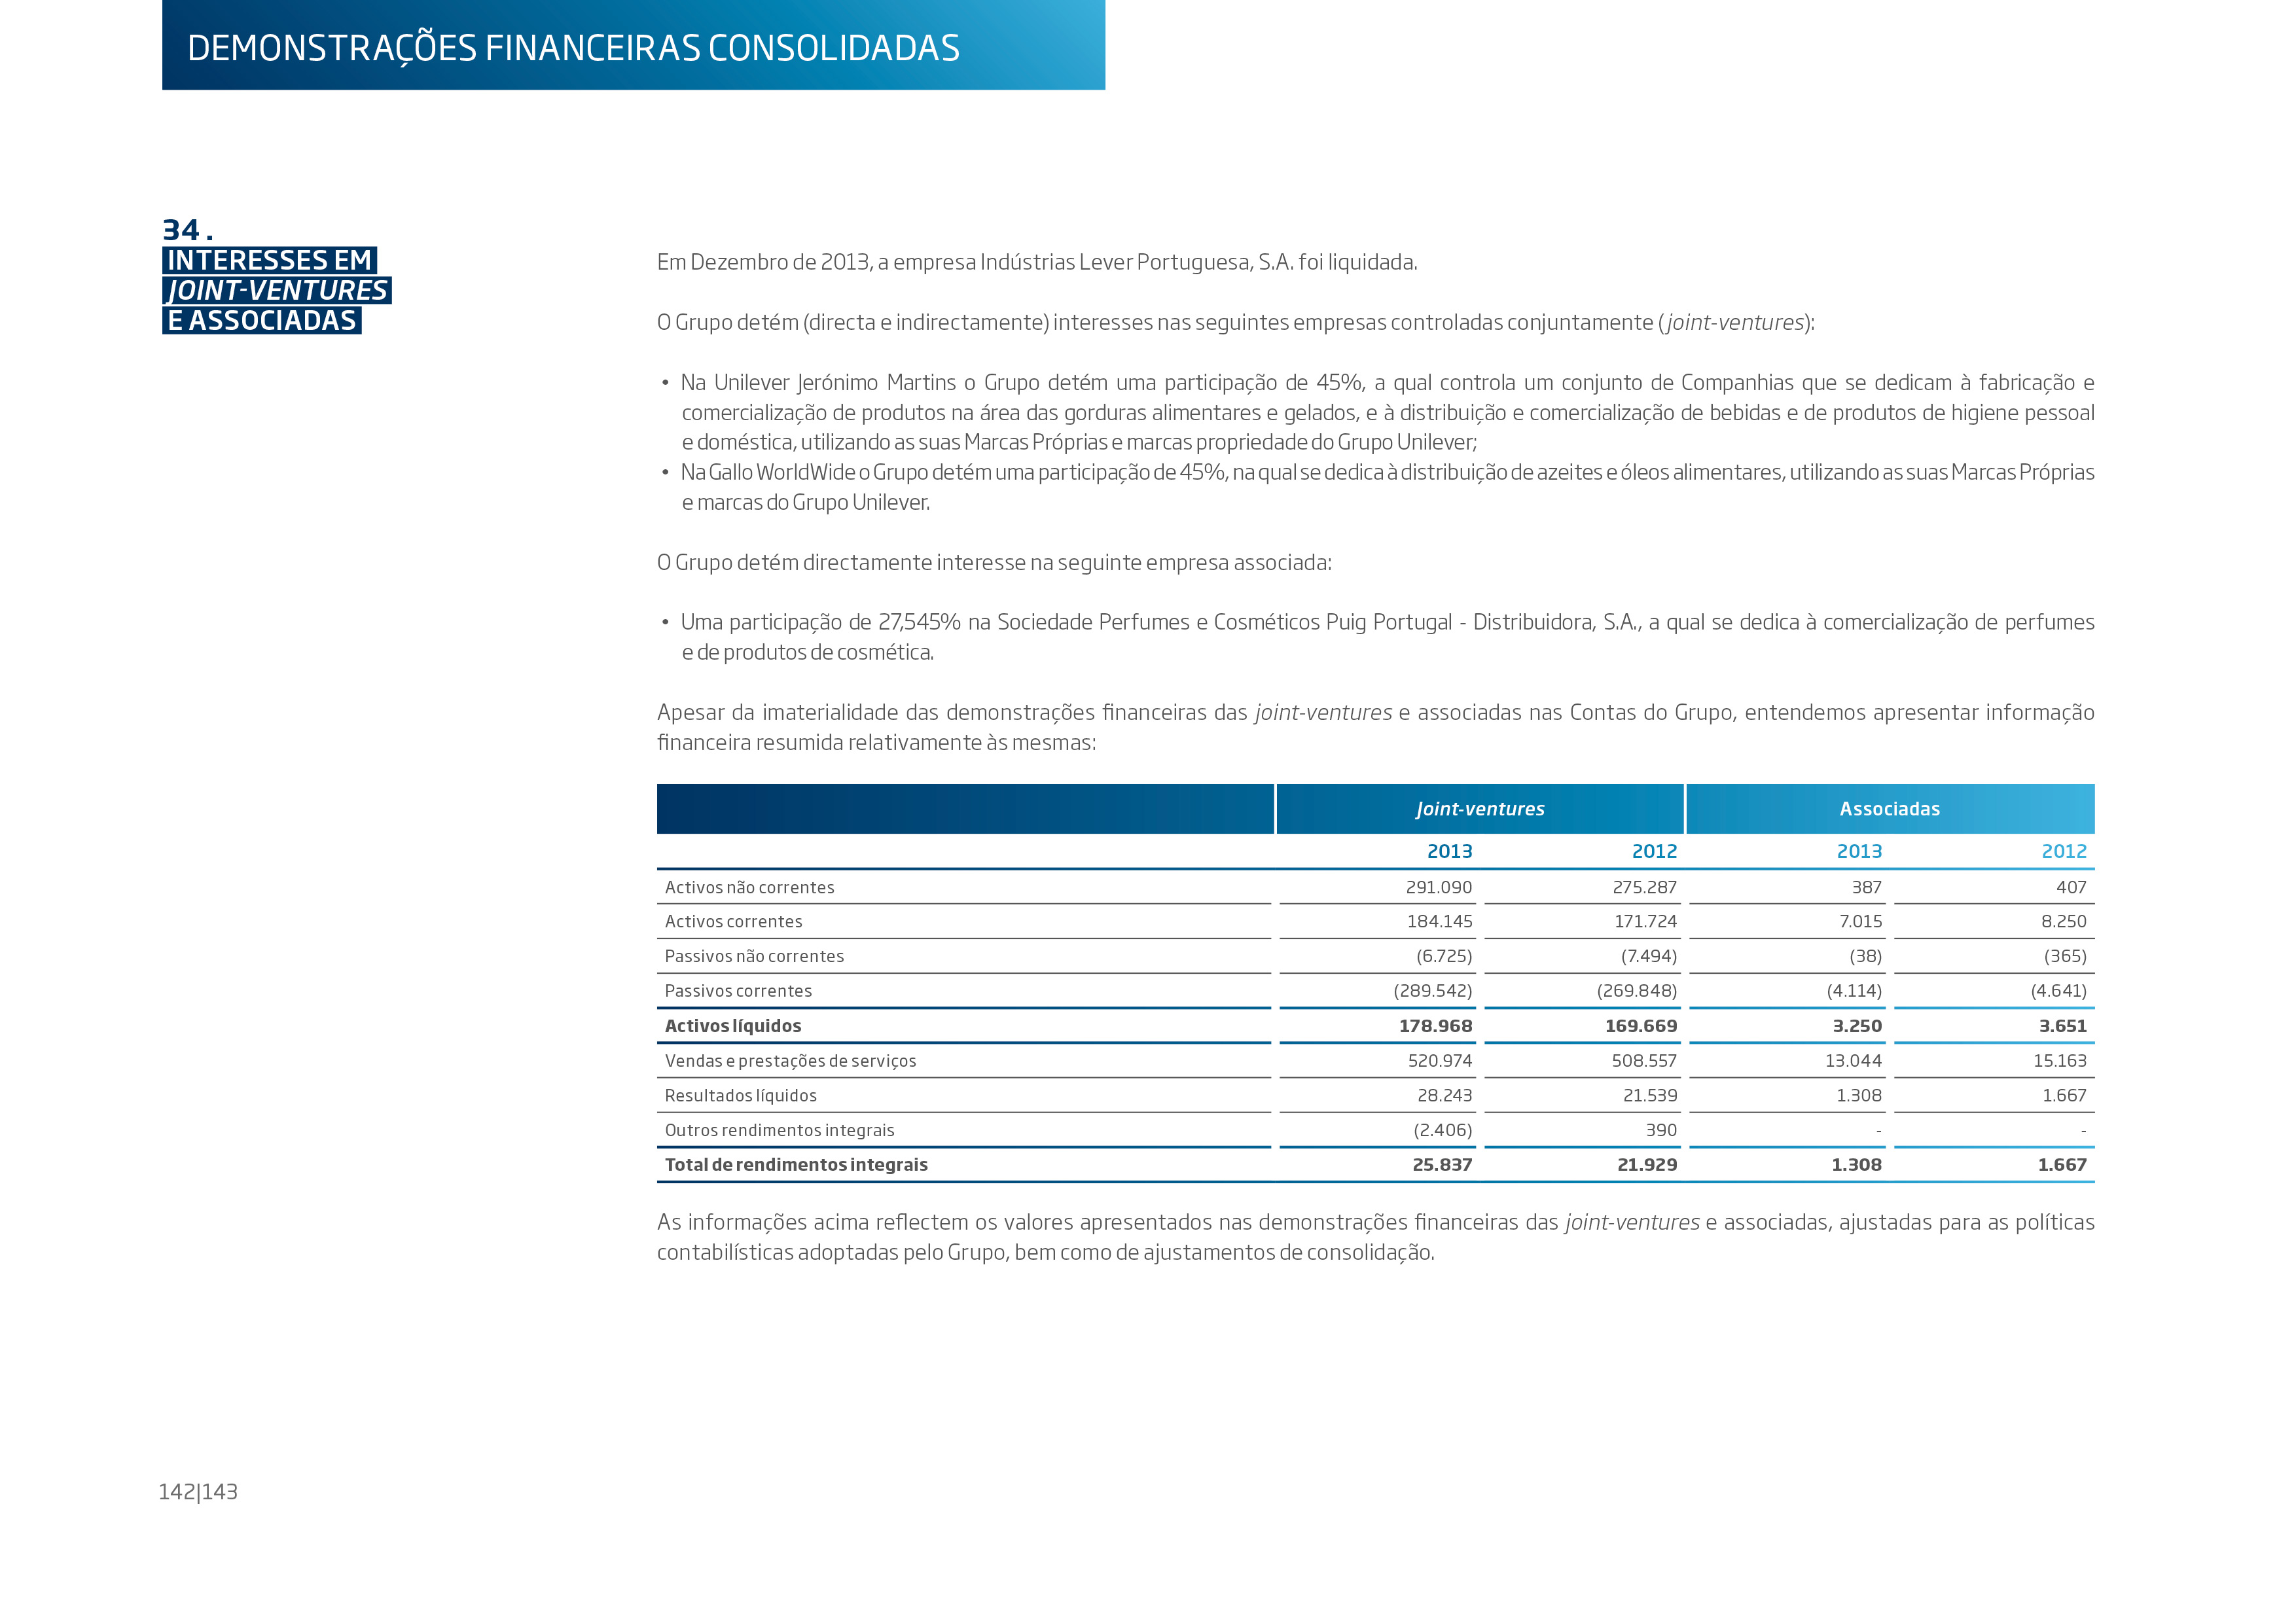 DEMONSTRAÇÕES FINANCEIRAS CONSOLIDADAS
34 .
INTERESSES EM
JOINT-VENTURES
E ASSOCIADAS
Em Dezembro de 2013, a empresa Indústrias Lever Portuguesa, S.A. foi liquidada.
O Grupo detém (directa e indirectamente) interesses nas seguintes empresas controladas conjuntamente (joint-ventures):
• Na Unilever Jerónimo Martins o Grupo detém uma participação de 45%, a qual controla um conjunto de Companhias que se dedicam à fabricação e
comercialização de produtos na área das gorduras alimentares e gelados, e à distribuição e comercialização de bebidas e de produtos de higiene pessoal
e doméstica, utilizando as suas Marcas Próprias e marcas propriedade do Grupo Unilever;
• Na Gallo WorldWide o Grupo detém uma participação de 45%, na qual se dedica à distribuição de azeites e óleos alimentares, utilizando as suas Marcas Próprias
e marcas do Grupo Unilever.
O Grupo detém directamente interesse na seguinte empresa associada:
• Uma participação de 27,545% na Sociedade Perfumes e Cosméticos Puig Portugal - Distribuidora, S.A., a qual se dedica à comercialização de perfumes
e de produtos de cosmética.
Apesar da imaterialidade das demonstrações financeiras das joint-ventures e associadas nas Contas do Grupo, entendemos apresentar informação
financeira resumida relativamente às mesmas:
Joint-ventures Associadas
2013 2012 2013 2012
Activos não correntes 291.090 275.287 387 407
Activos correntes 184.145 171.724 7.015 8.250
Passivos não correntes (6.725) (7.494) (38) (365)
Passivos correntes (289.542) (269.848) (4.114) (4.641)
Activos líquidos 178.968 169.669 3.250 3.651
Vendas e prestações de serviços 520.974 508.557 13.044 15.163
Resultados líquidos 28.243 21.539 1.308 1.667
Outros rendimentos integrais (2.406) 390 - -
Total de rendimentos integrais 25.837 21.929 1.308 1.667
As informações acima reflectem os valores apresentados nas demonstrações financeiras das joint-ventures e associadas, ajustadas para as políticas
contabilísticas adoptadas pelo Grupo, bem como de ajustamentos de consolidação.
142|143